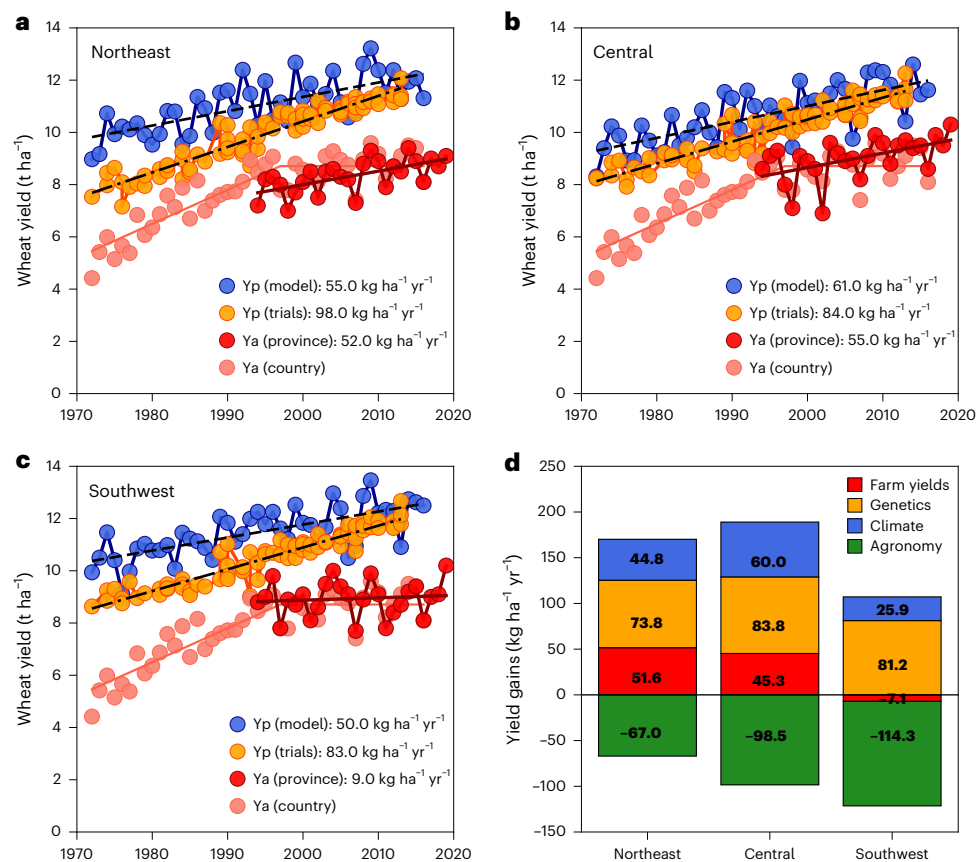 a
Northeast
Wheat yield (t ha⁻¹)
14
12
10
8
6
4
2
0
Yp (model): 55.0 kg ha⁻¹ yr⁻¹
Yp (trials): 98.0 kg ha⁻¹ yr⁻¹
Ya (province): 52.0 kg ha⁻¹ yr⁻¹
Ya (country)
1970 1980 1990 2000 2010 2020
b
Central
Wheat yield (t ha⁻¹)
14
12
10
8
6
4
2
0
Yp (model): 61.0 kg ha⁻¹ yr⁻¹
Yp (trials): 84.0 kg ha⁻¹ yr⁻¹
Ya (province): 55.0 kg ha⁻¹ yr⁻¹
Ya (country)
1970 1980 1990 2000 2010 2020
c
Southwest
Wheat yield (t ha⁻¹)
14
12
10
8
6
4
2
0
Yp (model): 50.0 kg ha⁻¹ yr⁻¹
Yp (trials): 83.0 kg ha⁻¹ yr⁻¹
Ya (province): 9.0 kg ha⁻¹ yr⁻¹
Ya (country)
1970 1980 1990 2000 2010 2020
d
Yield gains (kg ha⁻¹ yr⁻¹)
250
200
150
100
50
0
−50
−100
−150
Farm yields
Genetics
Climate
Agronomy
44.8
73.8
51.6
−67.0
60.0
83.8
45.3
−98.5
25.9
81.2
−7.1
−114.3
Northeast Central Southwest